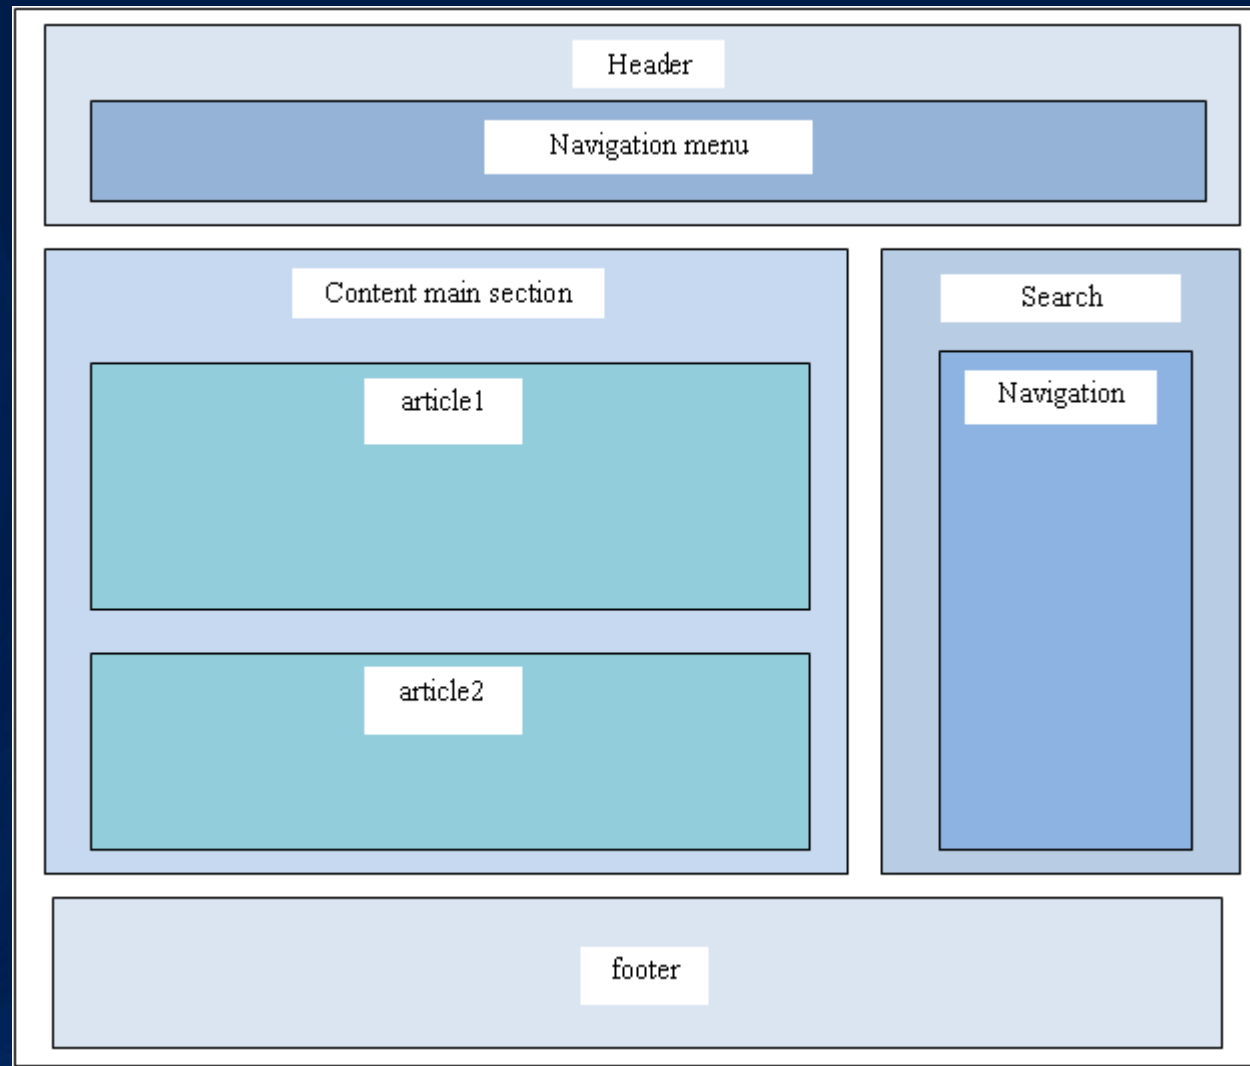 Header
Navigation menu
Content main section
article1
article2
Search
Navigation
footer